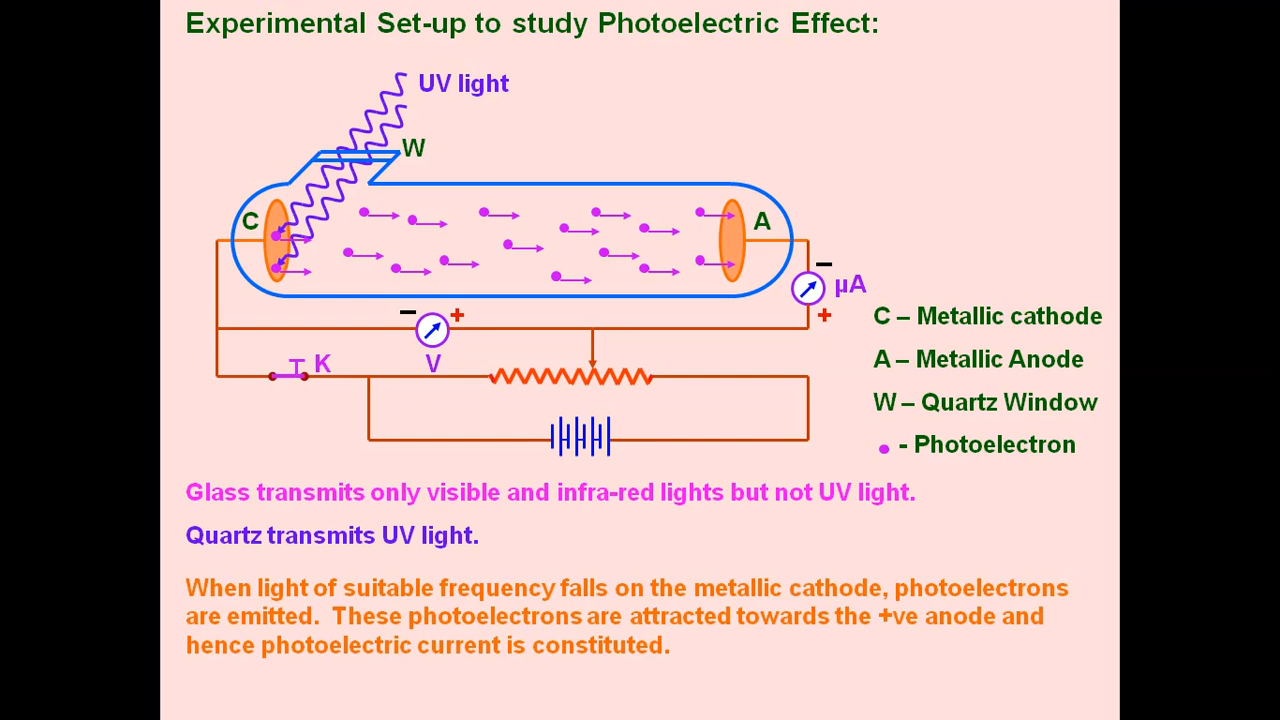 Experimental Set-up to study Photoelectric Effect:
UV light
W
C
A
−
μA
+
− +
V
K
C – Metallic cathode
A – Metallic Anode
W – Quartz Window
- Photoelectron
Glass transmits only visible and infra-red lights but not UV light.
Quartz transmits UV light.
When light of suitable frequency falls on the metallic cathode, photoelectrons
are emitted. These photoelectrons are attracted towards the +ve anode and
hence photoelectric current is constituted.